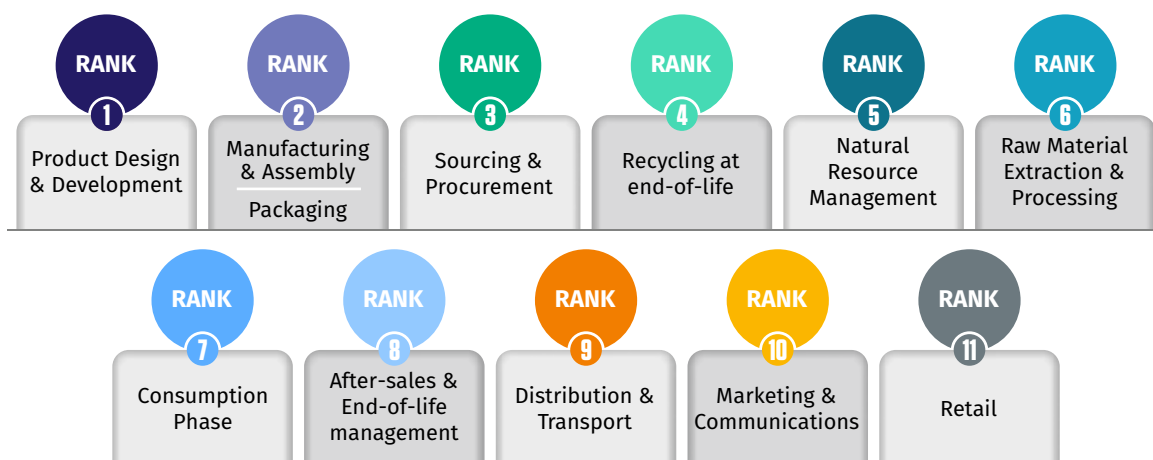 RANK
1
Product Design
& Development
RANK
2
Manufacturing
& Assembly
Packaging
RANK
3
Sourcing &
Procurement
RANK
4
Recycling at
end-of-life
RANK
5
Natural
Resource
Management
RANK
6
Raw Material
Extraction &
Processing
RANK
7
Consumption
Phase
RANK
8
After-sales &
End-of-life
management
RANK
9
Distribution &
Transport
RANK
10
Marketing &
Communications
RANK
11
Retail